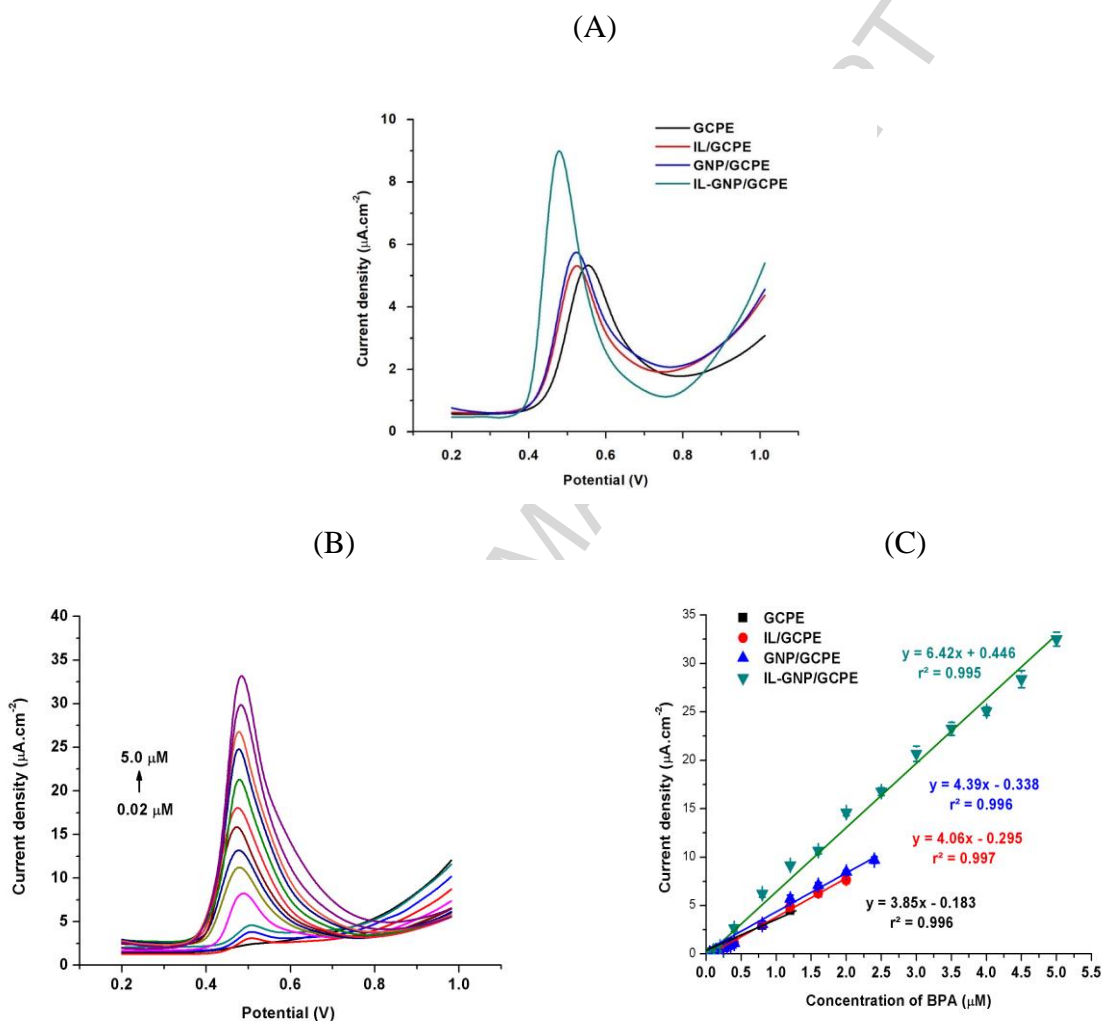 (A)
10
8
6
4
2
0
Current density (µA.cm⁻²)
GCPE
IL/GCPE
GNP/GCPE
IL-GNP/GCPE
0.2 0.4 0.6 0.8 1.0
Potential (V)
(B)
40
35
30
25
20
15
10
5
0
Current density (µA.cm⁻²)
5.0 µM
0.02 µM
0.2 0.4 0.6 0.8 1.0
Potential (V)
(C)
35
30
25
20
15
10
5
0
Current density (µA.cm⁻²)
GCPE
IL/GCPE
GNP/GCPE
IL-GNP/GCPE
y = 6.42x + 0.446
r² = 0.995
y = 4.39x - 0.338
r² = 0.996
y = 4.06x - 0.295
r² = 0.997
y = 3.85x - 0.183
r² = 0.996
0.0 0.5 1.0 1.5 2.0 2.5 3.0 3.5 4.0 4.5 5.0 5.5
Concentration of BPA (µM)